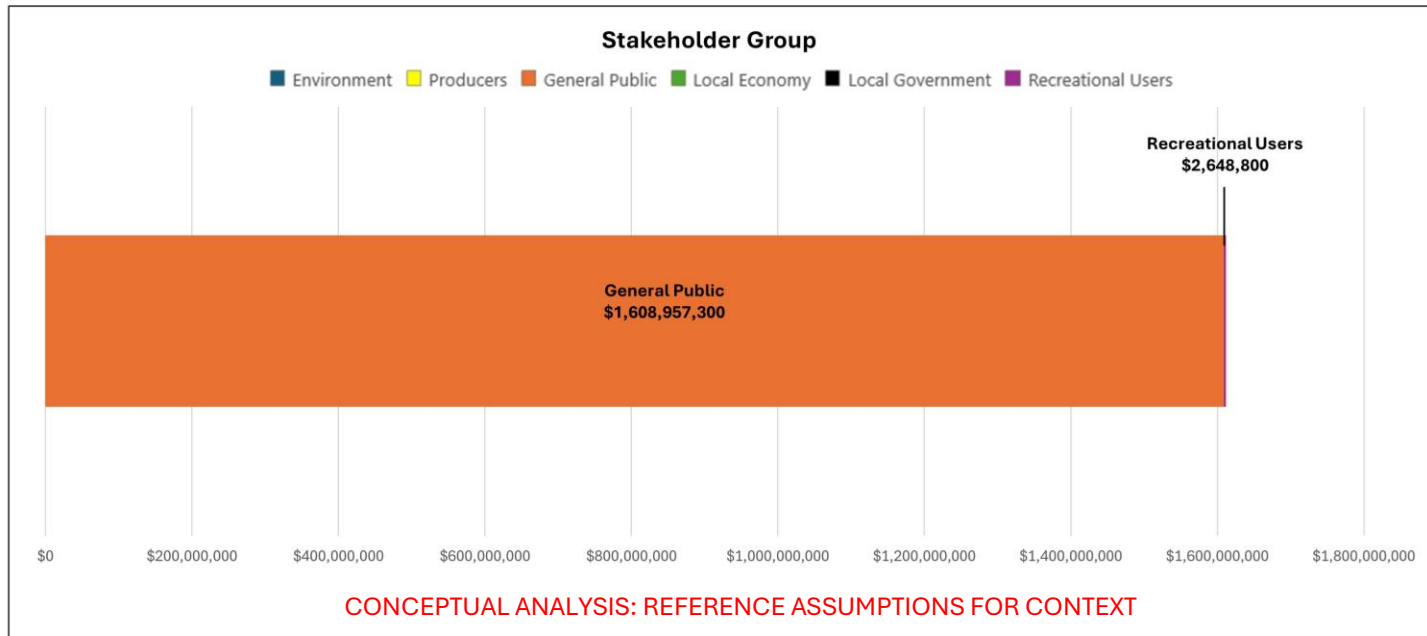 Stakeholder Group
Environment Producers General Public Local Economy Local Government Recreational Users
Recreational Users
$2,648,800
General Public
$1,608,957,300
$0 $200,000,000 $400,000,000 $600,000,000 $800,000,000 $1,000,000,000 $1,200,000,000 $1,400,000,000 $1,600,000,000 $1,800,000,000
CONCEPTUAL ANALYSIS: REFERENCE ASSUMPTIONS FOR CONTEXT